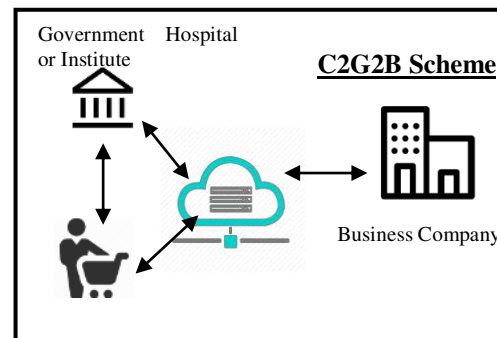 Government Hospital
or Institute
C2G2B Scheme
Business Company